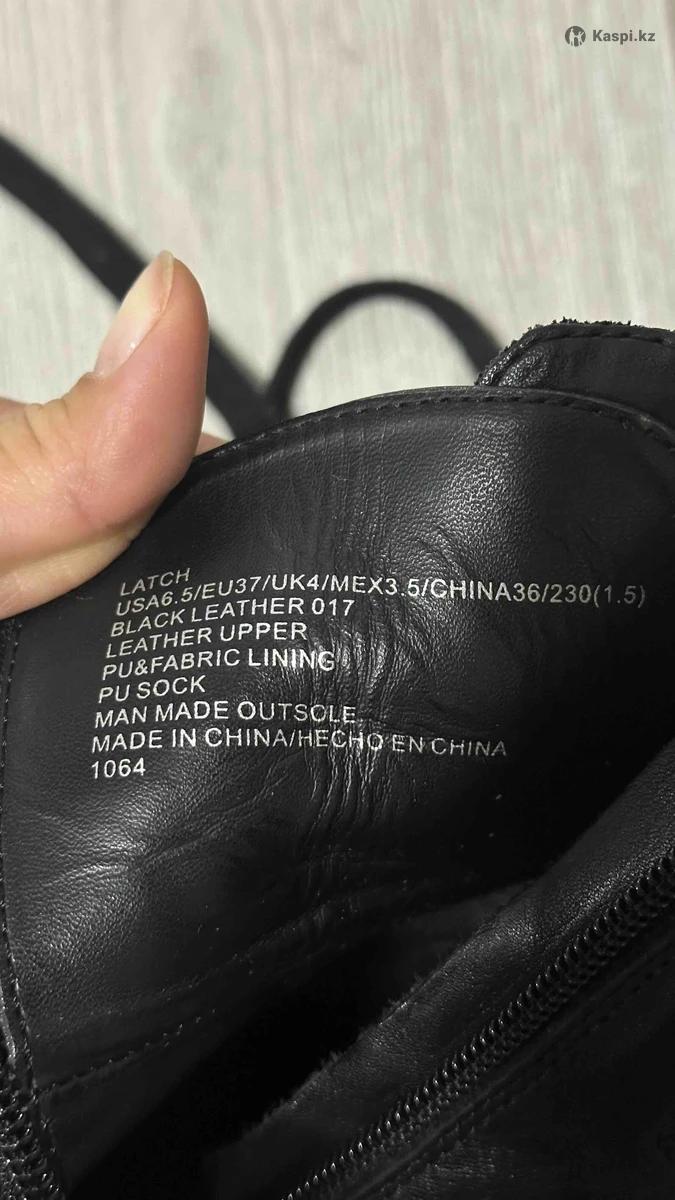 Kaspi.kz
LATCH
USA6.5/EU37/UK4/MEX3.5/CHINA36/230(1.5)
BLACK LEATHER 017
LEATHER UPPER
PU&FABRIC LINING
PU SOCK
MAN MADE OUTSOLE
MADE IN CHINA/HECHO EN CHINA
1064